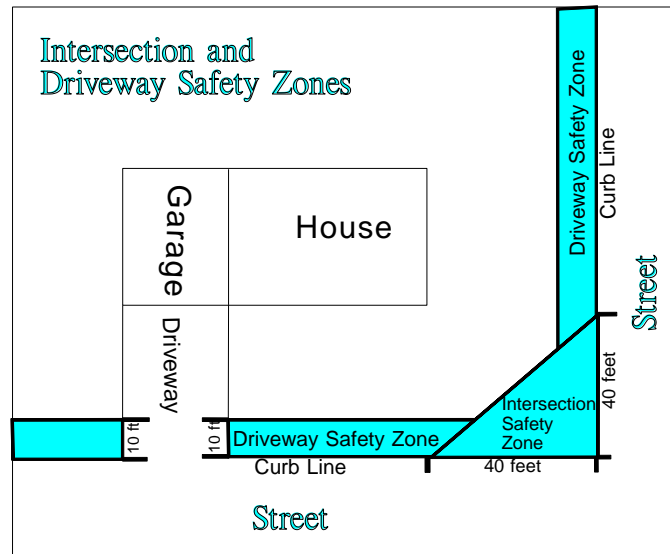 Intersection and
Driveway Safety Zones
Driveway Safety Zone
Curb Line
Garage
House
Street
Driveway
40 feet
Intersection
Safety
Zone
10 ft
10 ft
Driveway Safety Zone
Curb Line
40 feet
Street